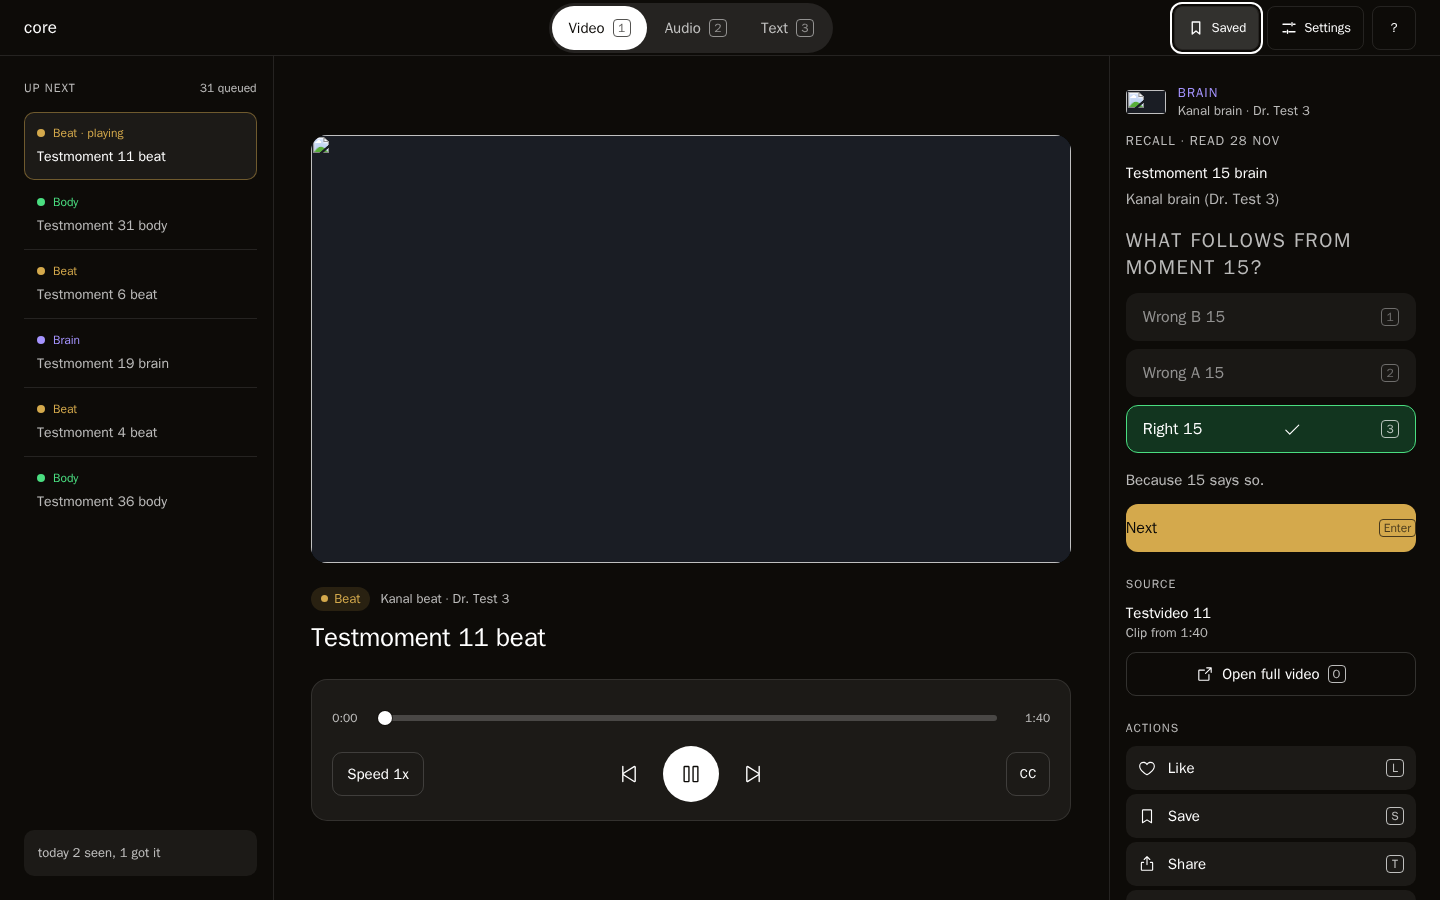 core
Video 1
Audio 2
Text 3
Saved
Settings
?
UP NEXT
31 queued
Beat · playing
Testmoment 11 beat
Body
Testmoment 31 body
Beat
Testmoment 6 beat
Brain
Testmoment 19 brain
Beat
Testmoment 4 beat
Body
Testmoment 36 body
today 2 seen, 1 got it
Beat
Kanal beat · Dr. Test 3
Testmoment 11 beat
0:00
1:40
Speed 1x
CC
BRAIN
Kanal brain · Dr. Test 3
RECALL · READ 28 NOV
Testmoment 15 brain
Kanal brain (Dr. Test 3)
WHAT FOLLOWS FROM
MOMENT 15?
Wrong B 15 1
Wrong A 15 2
Right 15 3
Because 15 says so.
Next Enter
SOURCE
Testvideo 11
Clip from 1:40
Open full video O
ACTIONS
Like L
Save S
Share T